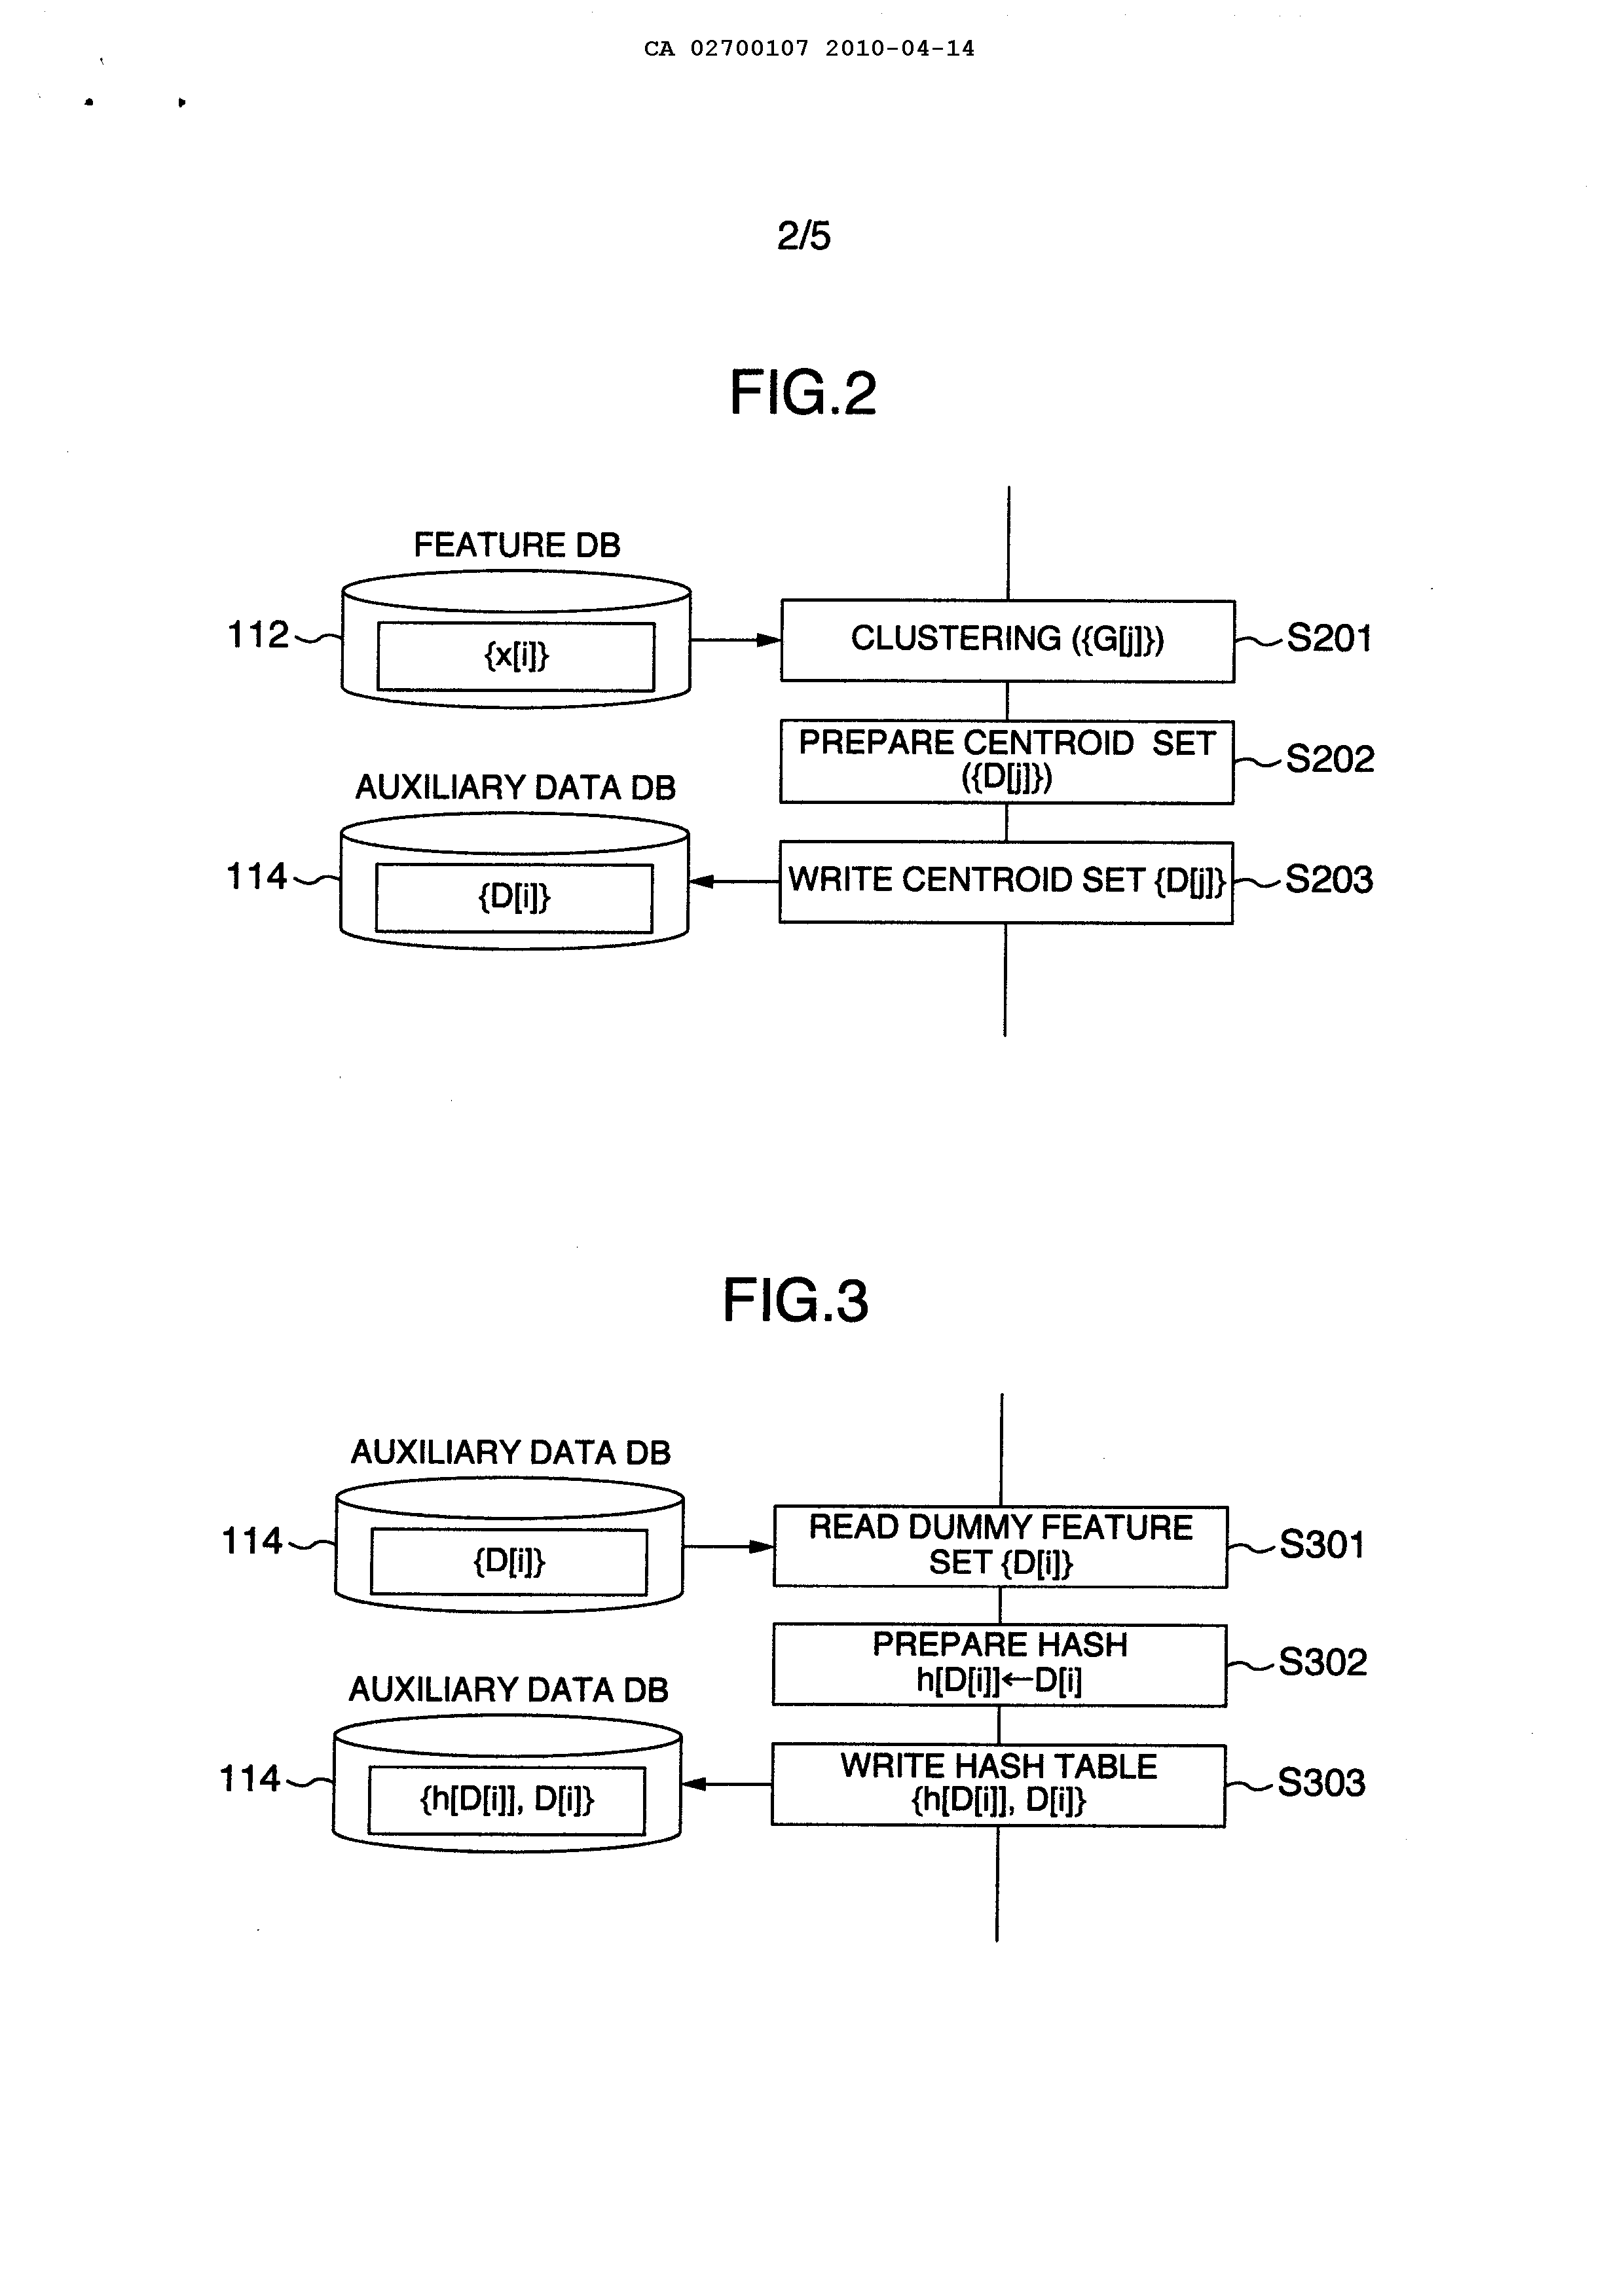 CA 02700107 2010-04-14
2/5
FIG.2
FEATURE DB
112
{x[i]}
CLUSTERING ({G[j]})
S201
PREPARE CENTROID SET
({D[j]})
S202
AUXILIARY DATA DB
114
{D[i]}
WRITE CENTROID SET {D[j]}
S203
FIG.3
AUXILIARY DATA DB
114
{D[i]}
READ DUMMY FEATURE
SET {D[i]}
S301
PREPARE HASH
h[D[i]]←D[i]
S302
AUXILIARY DATA DB
114
{h[D[i]], D[i]}
WRITE HASH TABLE
{h[D[i]], D[i]}
S303